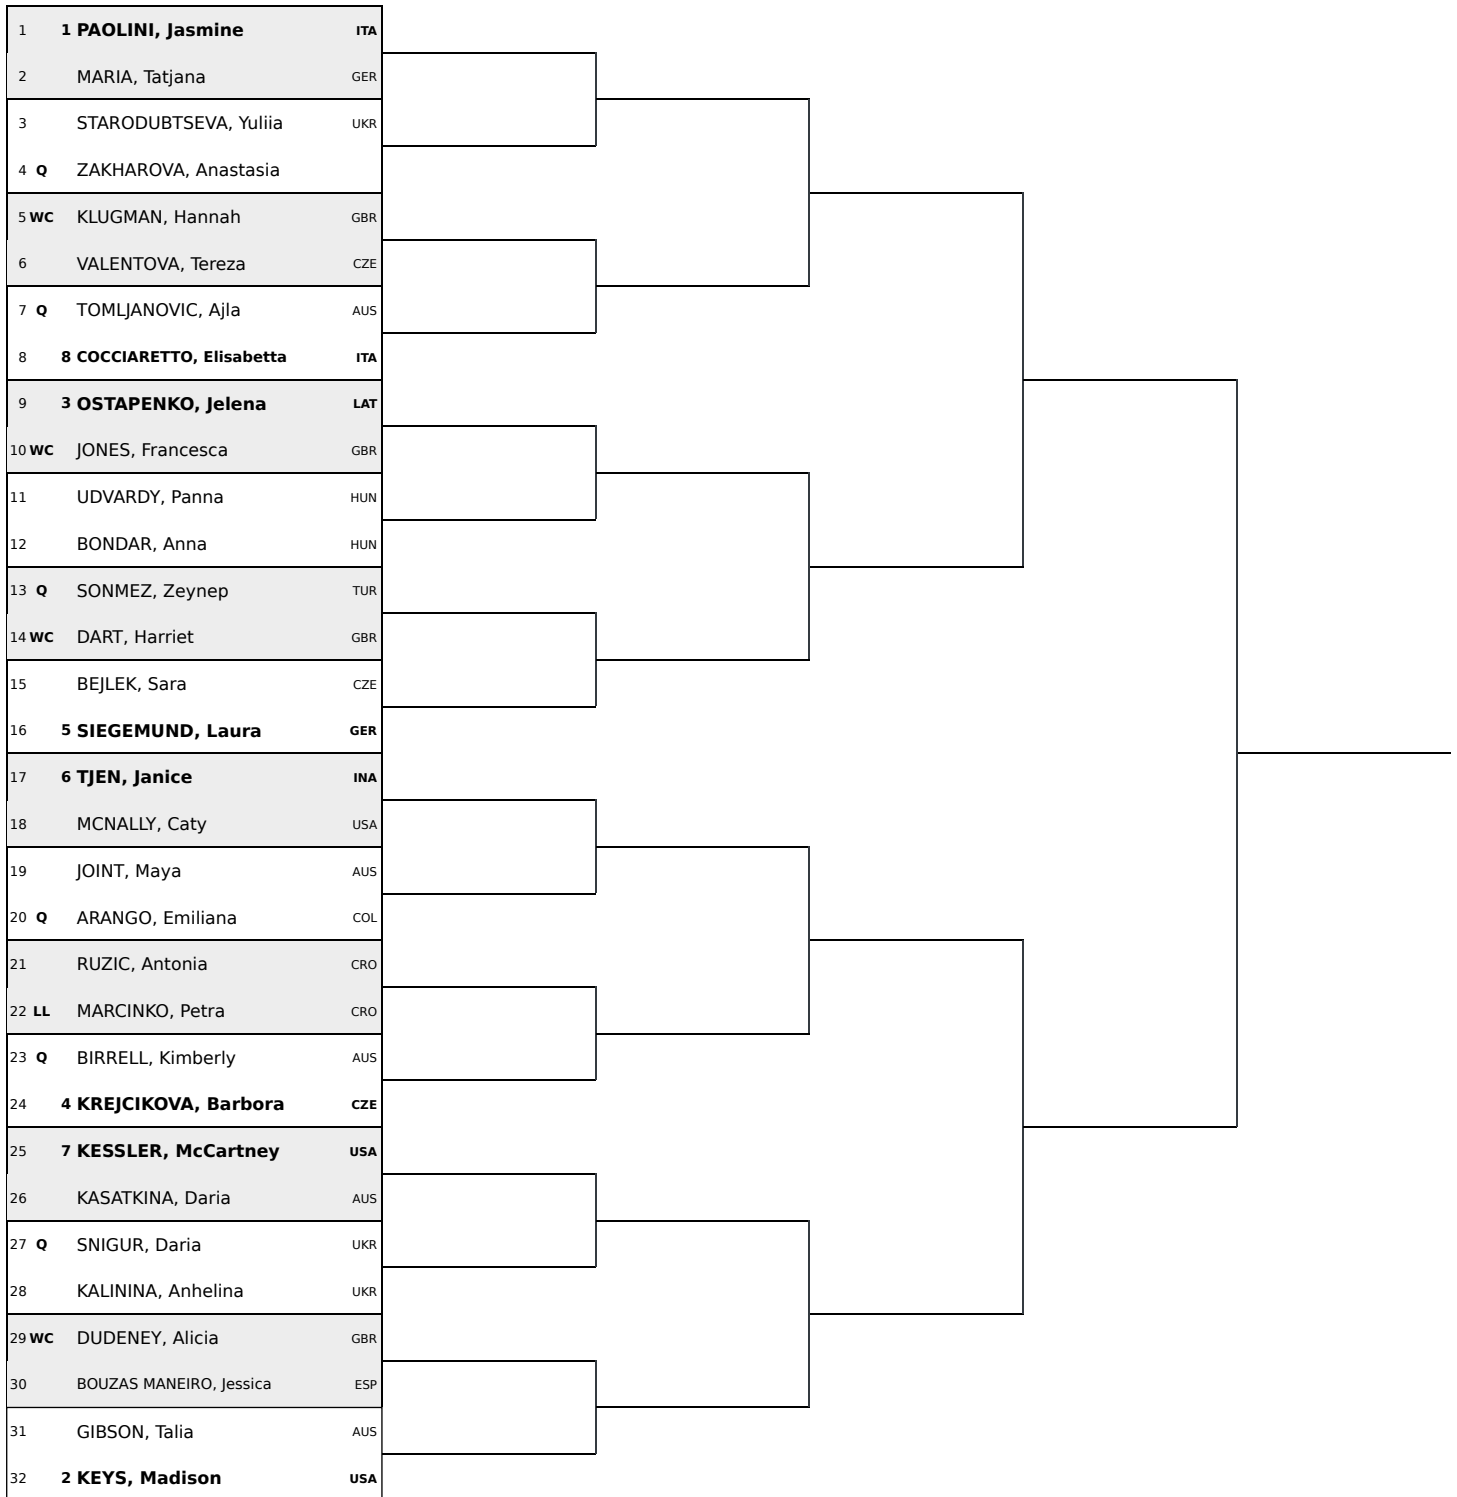 1 1 PAOLINI, Jasmine ITA
2 MARIA, Tatjana GER
3 STARODUBTSEVA, Yuliia UKR
4 Q ZAKHAROVA, Anastasia
5 WC KLUGMAN, Hannah GBR
6 VALENTOVA, Tereza CZE
7 Q TOMLJANOVIC, Ajla AUS
8 8 COCCIARETTO, Elisabetta ITA
9 3 OSTAPENKO, Jelena LAT
10 WC JONES, Francesca GBR
11 UDVARDY, Panna HUN
12 BONDAR, Anna HUN
13 Q SONMEZ, Zeynep TUR
14 WC DART, Harriet GBR
15 BEJLEK, Sara CZE
16 5 SIEGEMUND, Laura GER
17 6 TJEN, Janice INA
18 MCNALLY, Caty USA
19 JOINT, Maya AUS
20 Q ARANGO, Emiliana COL
21 RUZIC, Antonia CRO
22 LL MARCINKO, Petra CRO
23 Q BIRRELL, Kimberly AUS
24 4 KREJCIKOVA, Barbora CZE
25 7 KESSLER, McCartney USA
26 KASATKINA, Daria AUS
27 Q SNIGUR, Daria UKR
28 KALININA, Anhelina UKR
29 WC DUDENEY, Alicia GBR
30 BOUZAS MANEIRO, Jessica ESP
31 GIBSON, Talia AUS
32 2 KEYS, Madison USA